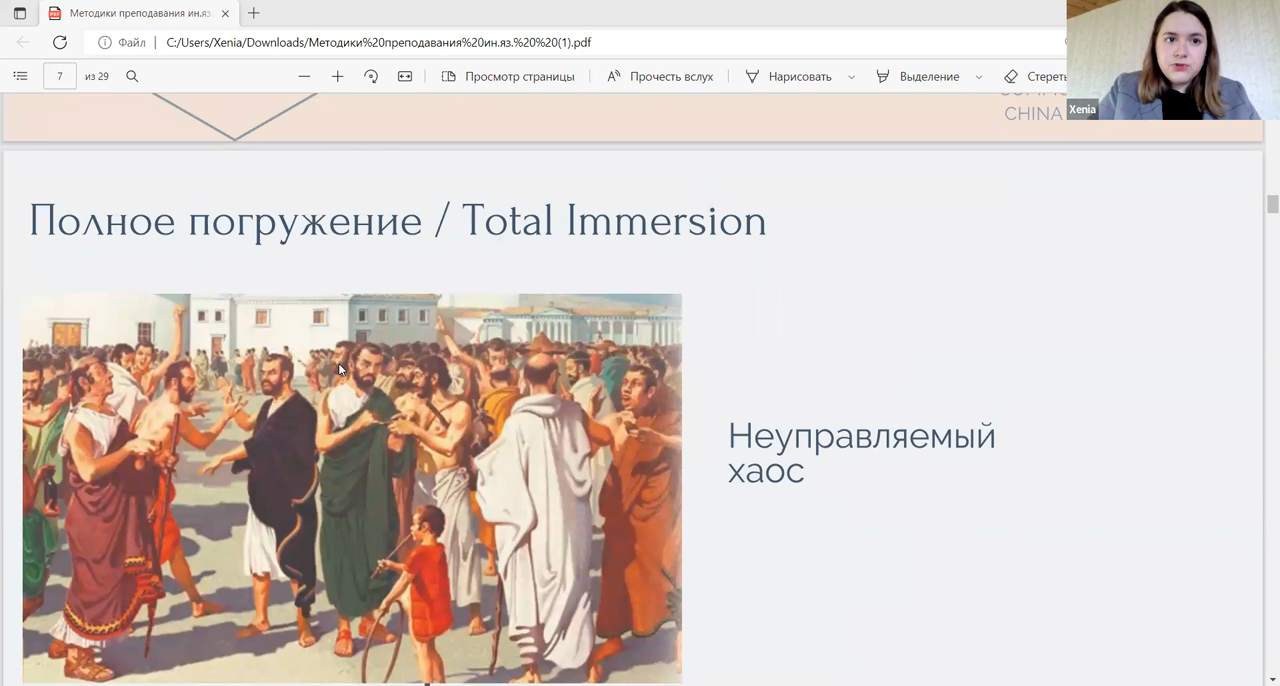 Методики преподавания ин.яз.
Файл
C:/Users/Xenia/Downloads/Методики%20преподавания%20ин.яз.%20%20(1).pdf
7
из 29
Просмотр страницы
Прочесть вслух
Нарисовать
Выделение
Стереть
Xenia
CHINA
Полное погружение / Total Immersion
Неуправляемый
хаос